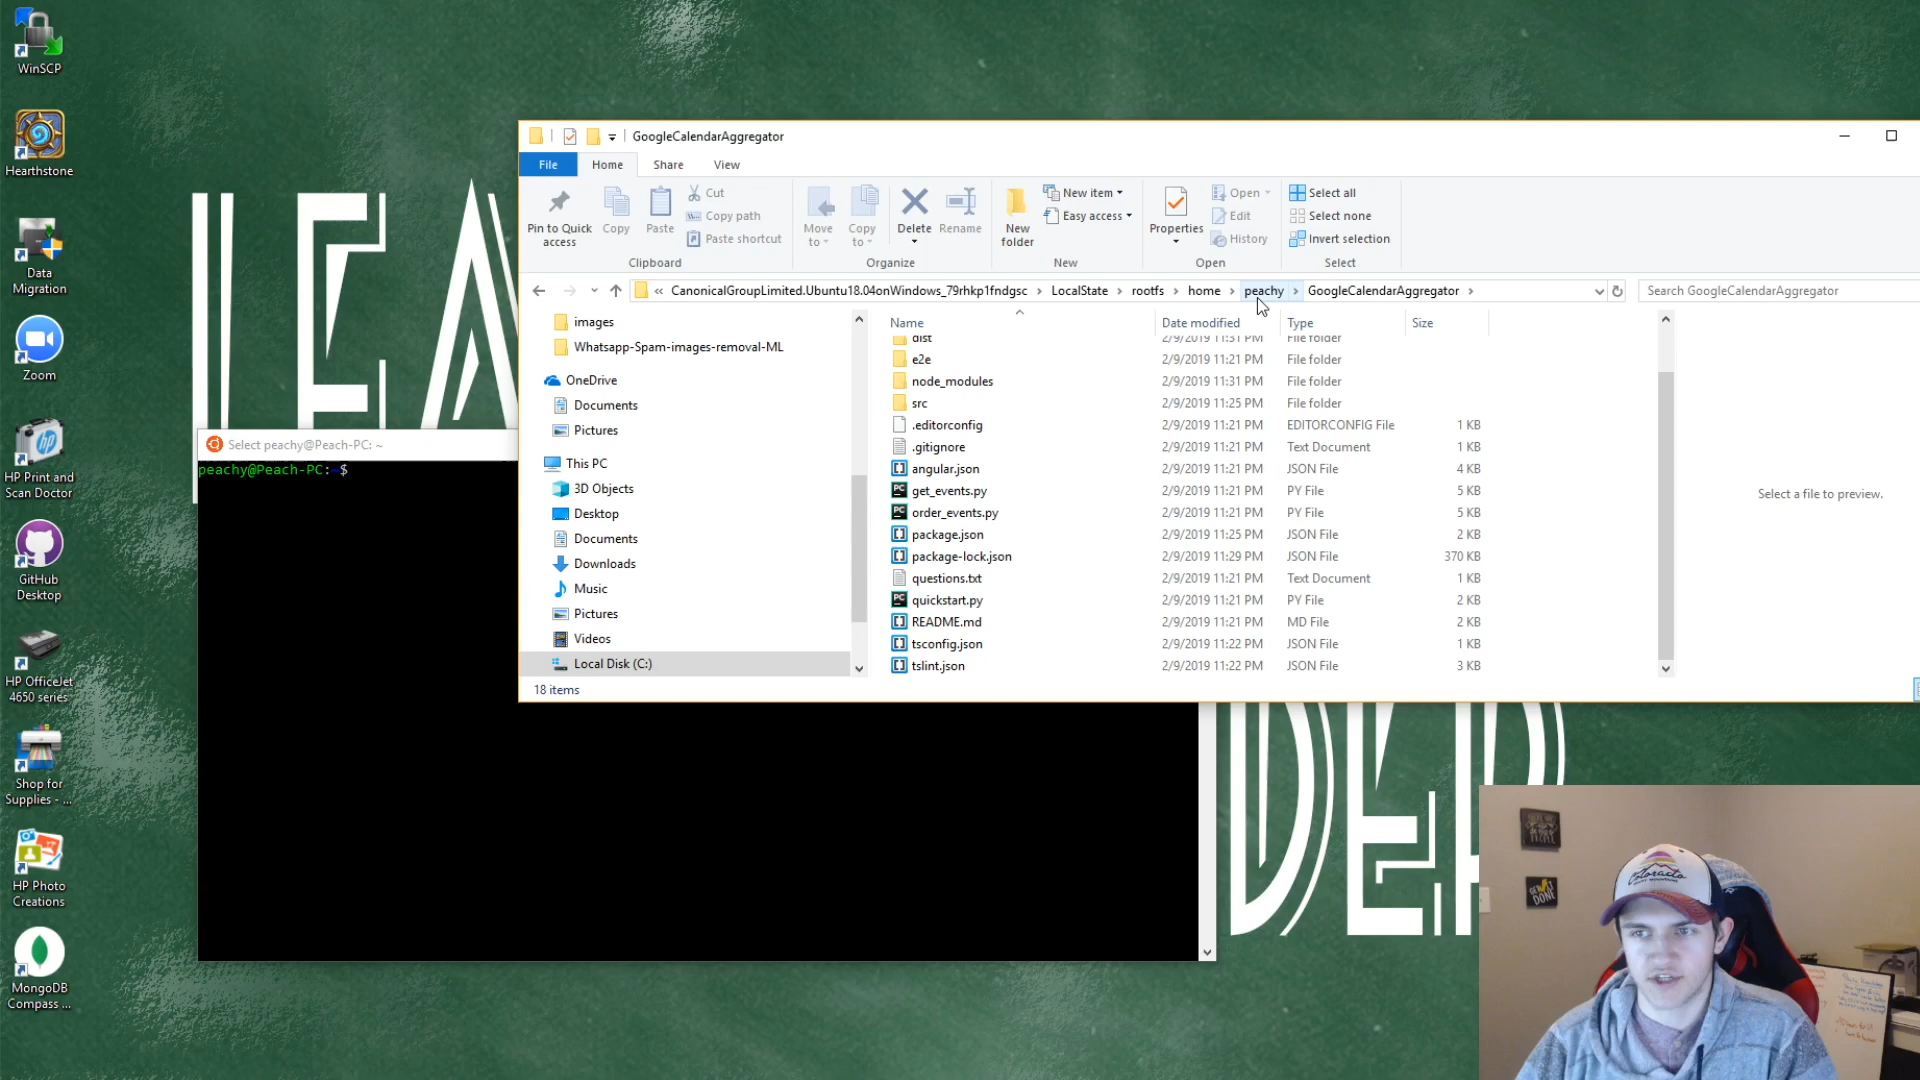 WinSCP
Hearthstone
Data
Migration
Zoom
HP Print and
Scan Doctor
GitHub
Desktop
HP OfficeJet
4650 series
Shop for
Supplies - ...
HP Photo
Creations
MongoDB
Compass ...
LEA
DER
Select peachy@Peach-PC: ~
peachy@Peach-PC:~$
GoogleCalendarAggregator
File
Home
Share
View
Pin to Quick
access
Copy
Paste
Cut
Copy path
Paste shortcut
Clipboard
Move
to
Copy
to
Delete
Rename
Organize
New
folder
New item
Easy access
New
Properties
Open
Edit
History
Open
Select all
Select none
Invert selection
Select
« CanonicalGroupLimited.Ubuntu18.04onWindows_79rhkp1fndgsc › LocalState › rootfs › home › peachy › GoogleCalendarAggregator ›
Search GoogleCalendarAggregator
images
Whatsapp-Spam-images-removal-ML
OneDrive
Documents
Pictures
This PC
3D Objects
Desktop
Documents
Downloads
Music
Pictures
Videos
Local Disk (C:)
Name Date modified Type Size
dist 2/9/2019 11:31 PM File folder
e2e 2/9/2019 11:21 PM File folder
node_modules 2/9/2019 11:31 PM File folder
src 2/9/2019 11:25 PM File folder
.editorconfig 2/9/2019 11:21 PM EDITORCONFIG File 1 KB
.gitignore 2/9/2019 11:21 PM Text Document 1 KB
angular.json 2/9/2019 11:21 PM JSON File 4 KB
get_events.py 2/9/2019 11:21 PM PY File 5 KB
order_events.py 2/9/2019 11:21 PM PY File 5 KB
package.json 2/9/2019 11:25 PM JSON File 2 KB
package-lock.json 2/9/2019 11:29 PM JSON File 370 KB
questions.txt 2/9/2019 11:21 PM Text Document 1 KB
quickstart.py 2/9/2019 11:21 PM PY File 2 KB
README.md 2/9/2019 11:21 PM MD File 2 KB
tsconfig.json 2/9/2019 11:22 PM JSON File 1 KB
tslint.json 2/9/2019 11:22 PM JSON File 3 KB
Select a file to preview.
18 items
Colorado